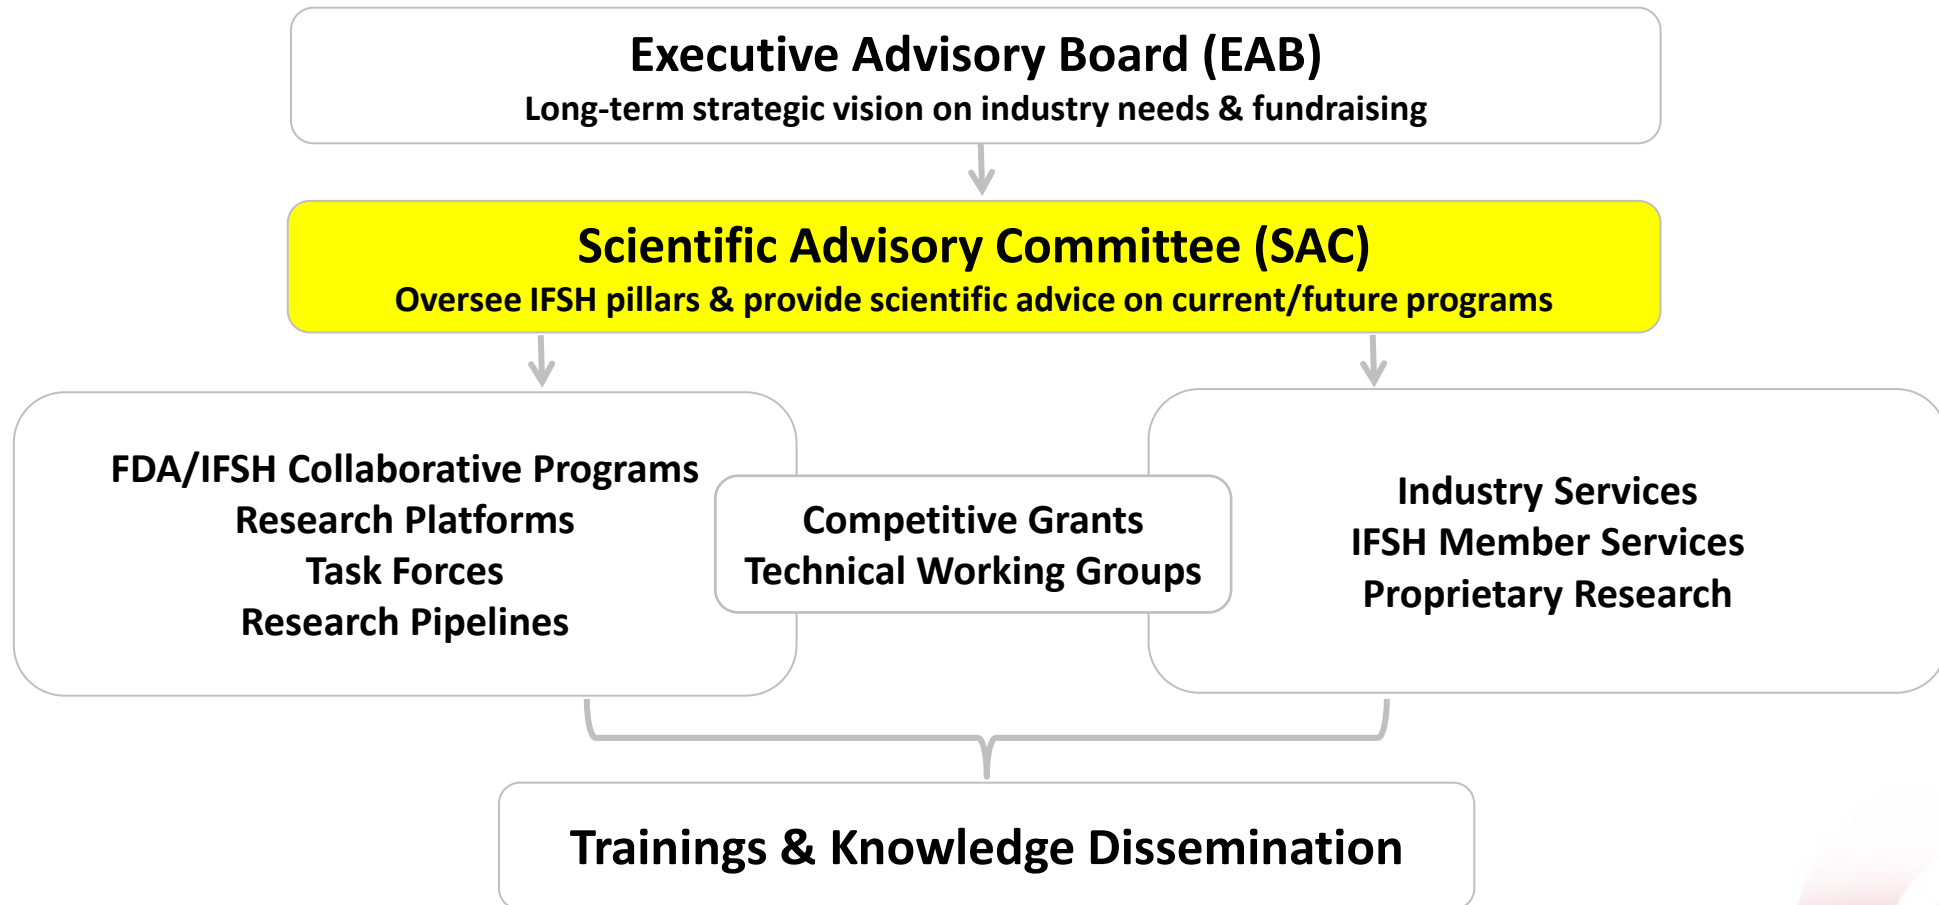 Executive Advisory Board (EAB)
Long-term strategic vision on industry needs & fundraising
Scientific Advisory Committee (SAC)
Oversee IFSH pillars & provide scientific advice on current/future programs
FDA/IFSH Collaborative Programs
Research Platforms
Task Forces
Research Pipelines
Competitive Grants
Technical Working Groups
Industry Services
IFSH Member Services
Proprietary Research
Trainings & Knowledge Dissemination